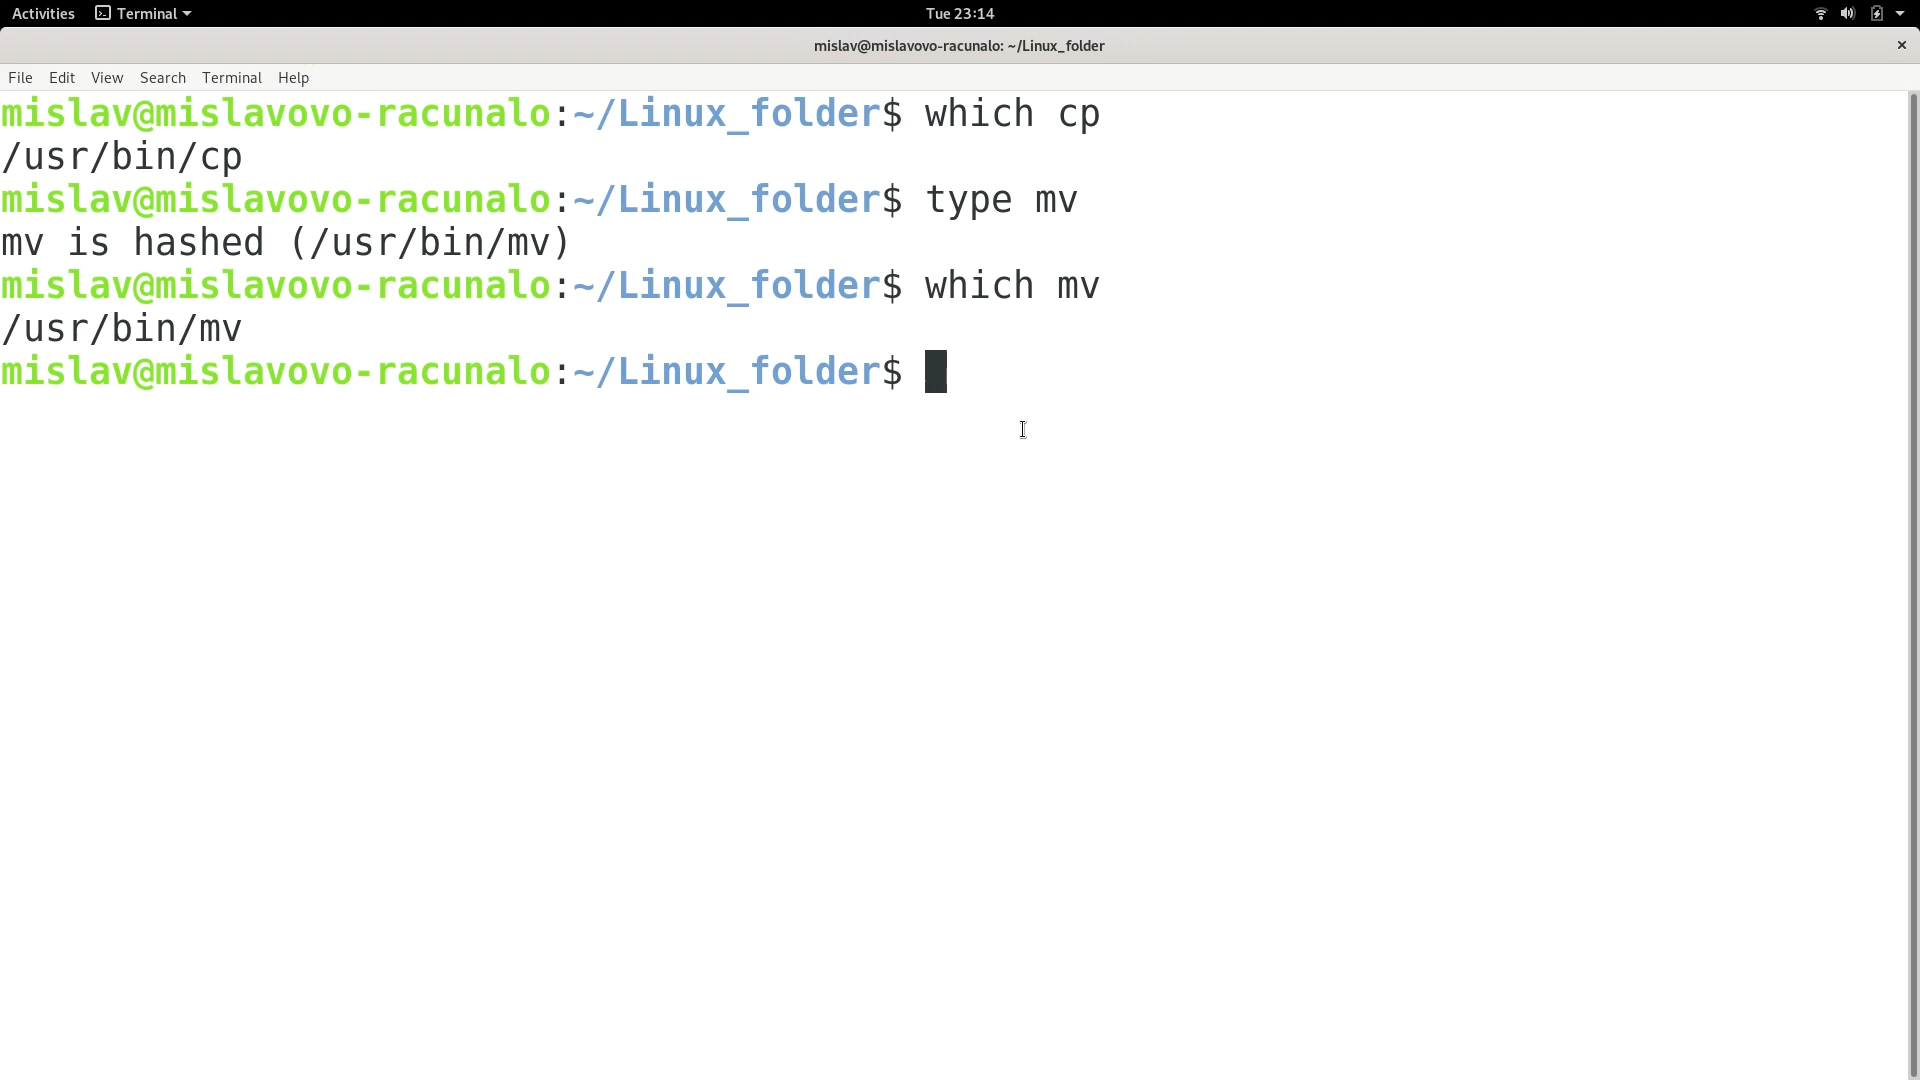 Activities Terminal Tue 23:14
mislav@mislavovo-racunalo: ~/Linux_folder
File Edit View Search Terminal Help
mislav@mislavovo-racunalo:~/Linux_folder$ which cp
/usr/bin/cp
mislav@mislavovo-racunalo:~/Linux_folder$ type mv
mv is hashed (/usr/bin/mv)
mislav@mislavovo-racunalo:~/Linux_folder$ which mv
/usr/bin/mv
mislav@mislavovo-racunalo:~/Linux_folder$